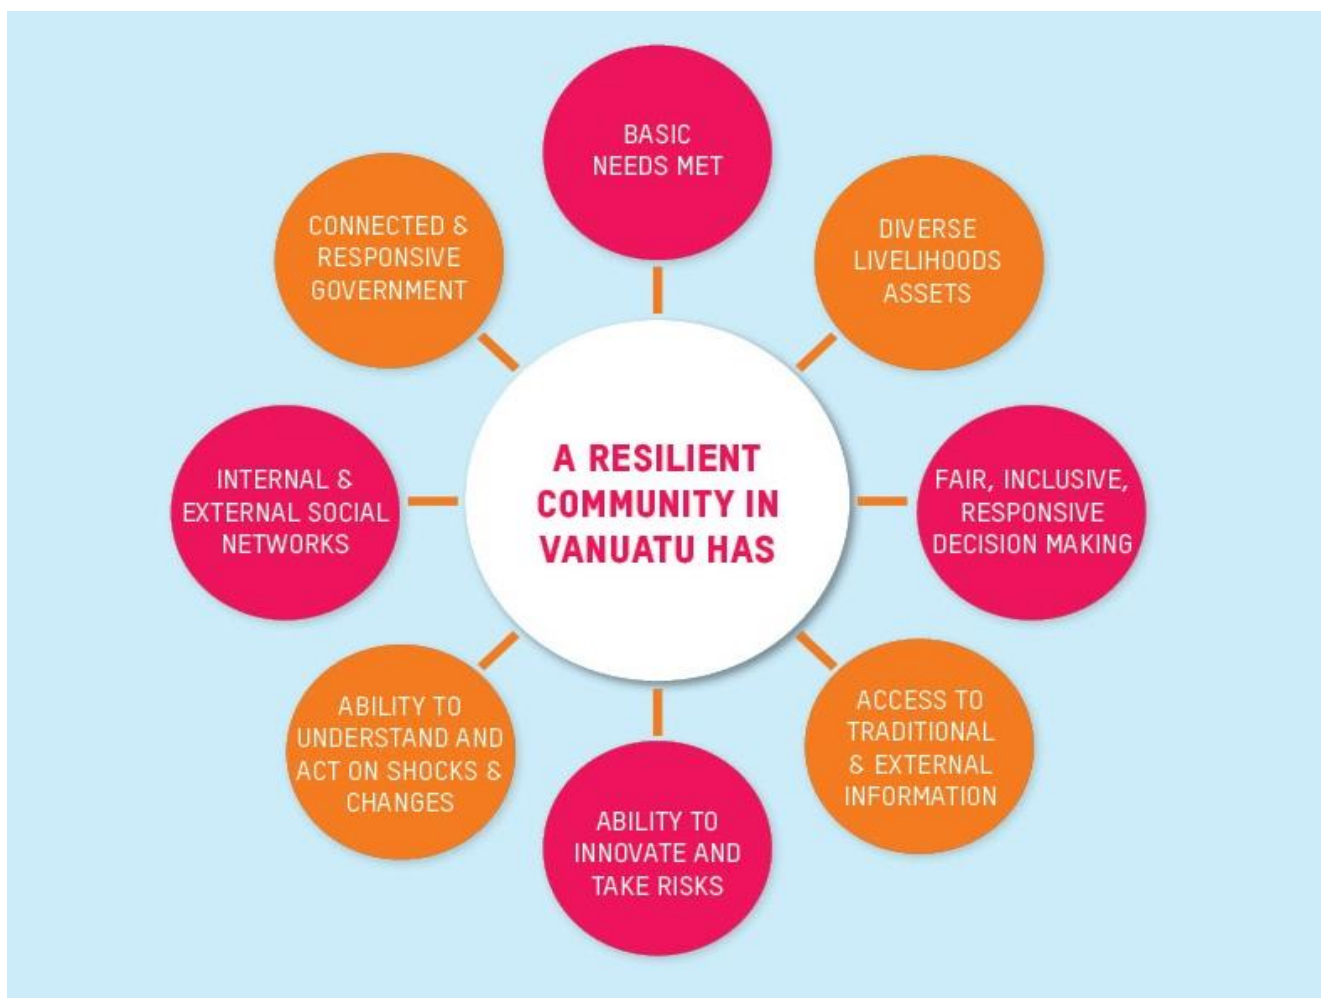 BASIC
NEEDS MET
CONNECTED &
RESPONSIVE
GOVERNMENT
DIVERSE
LIVELIHOODS
ASSETS
A RESILIENT
COMMUNITY IN
VANUATU HAS
INTERNAL &
EXTERNAL SOCIAL
NETWORKS
FAIR, INCLUSIVE,
RESPONSIVE
DECISION MAKING
ABILITY TO
UNDERSTAND AND
ACT ON SHOCKS &
CHANGES
ACCESS TO
TRADITIONAL
& EXTERNAL
INFORMATION
ABILITY TO
INNOVATE AND
TAKE RISKS